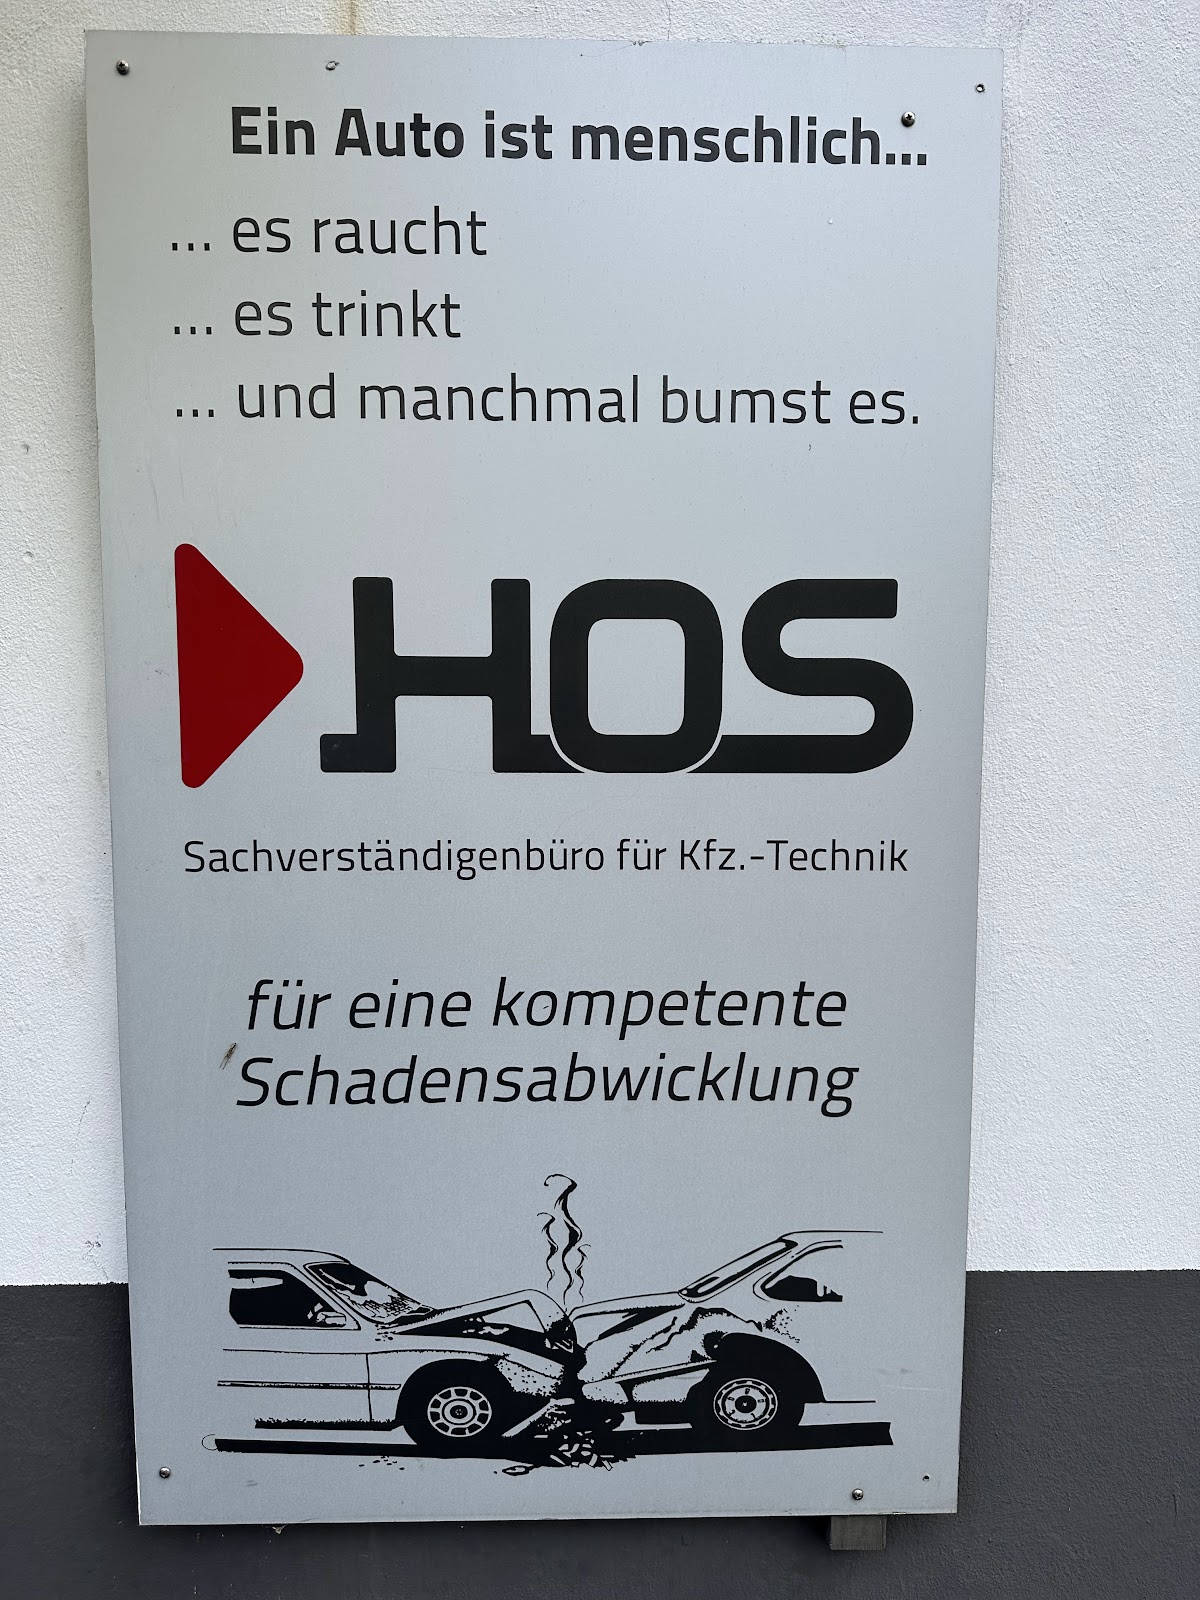 Ein Auto ist menschlich...
... es raucht
... es trinkt
... und manchmal bumst es.
HOS
Sachverständigenbüro für Kfz.-Technik
für eine kompetente
Schadensabwicklung